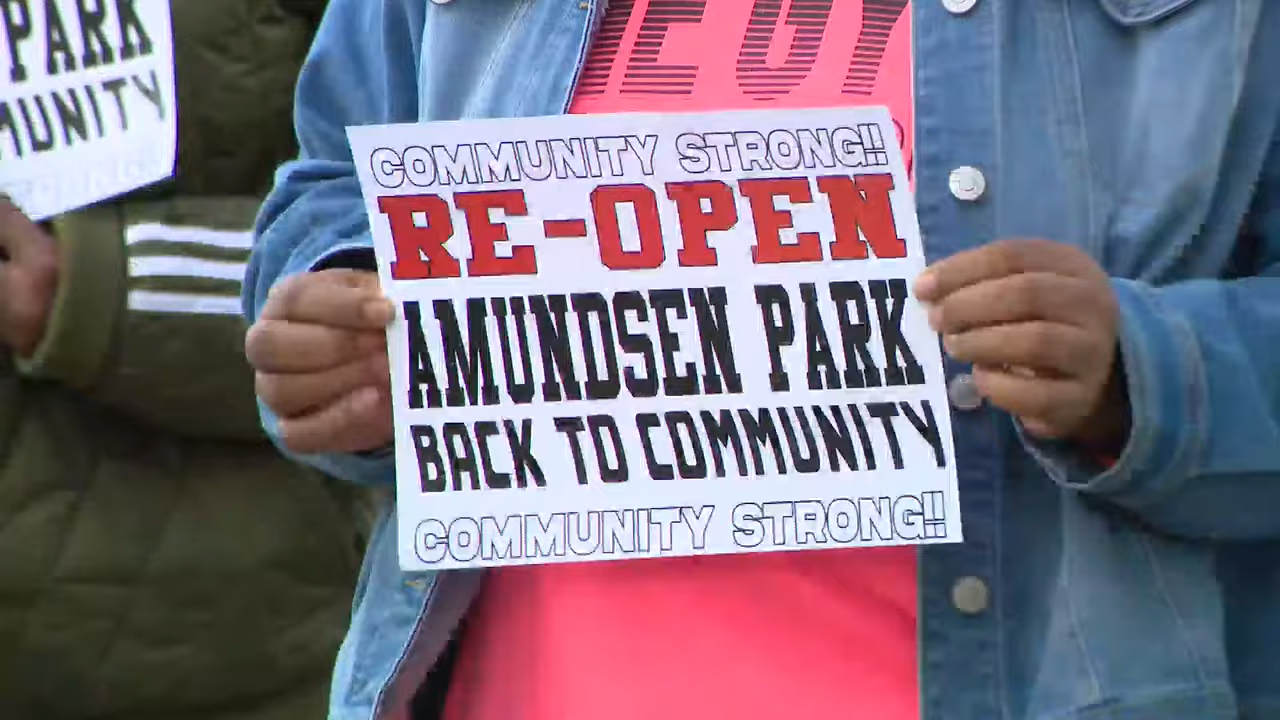 PARK
MUNITY
COMMUNITY STRONG!!
RE-OPEN
AMUNDSEN PARK
BACK TO COMMUNITY
COMMUNITY STRONG!!